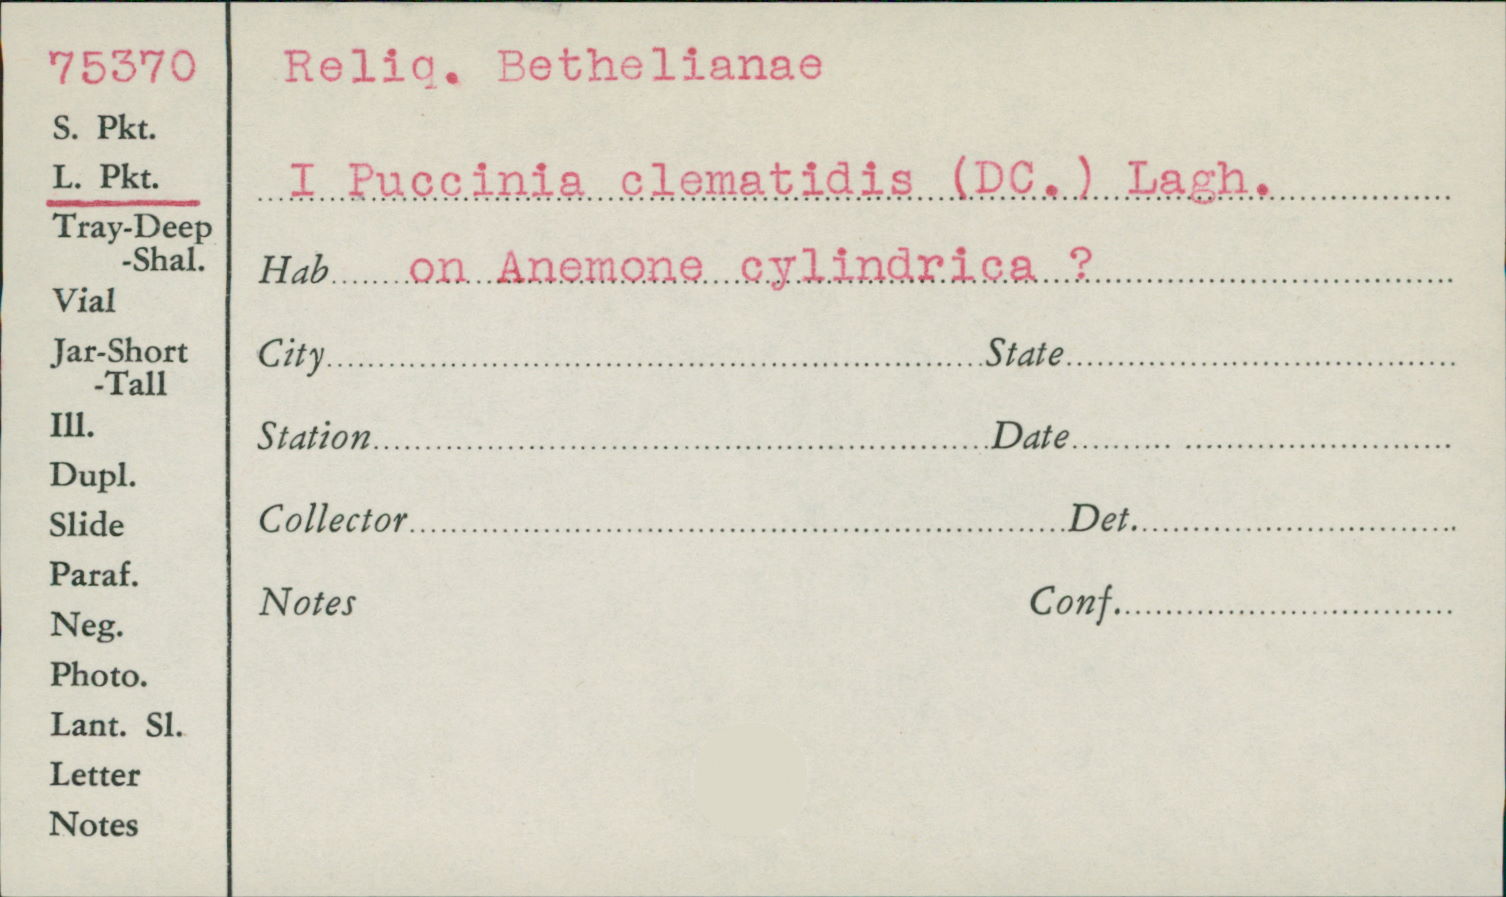 75370
S. Pkt.
L. Pkt.
Tray-Deep
-Shal.
Vial
Jar-Short
-Tall
Ill.
Dupl.
Slide
Paraf.
Neg.
Photo.
Lant. Sl.
Letter
Notes
Reliq. Bethelianae
I Puccinia clematidis (DC.) Lagh.
Hab on Anemone cylindrica ?
City State
Station Date
Collector Det.
Notes Conf.